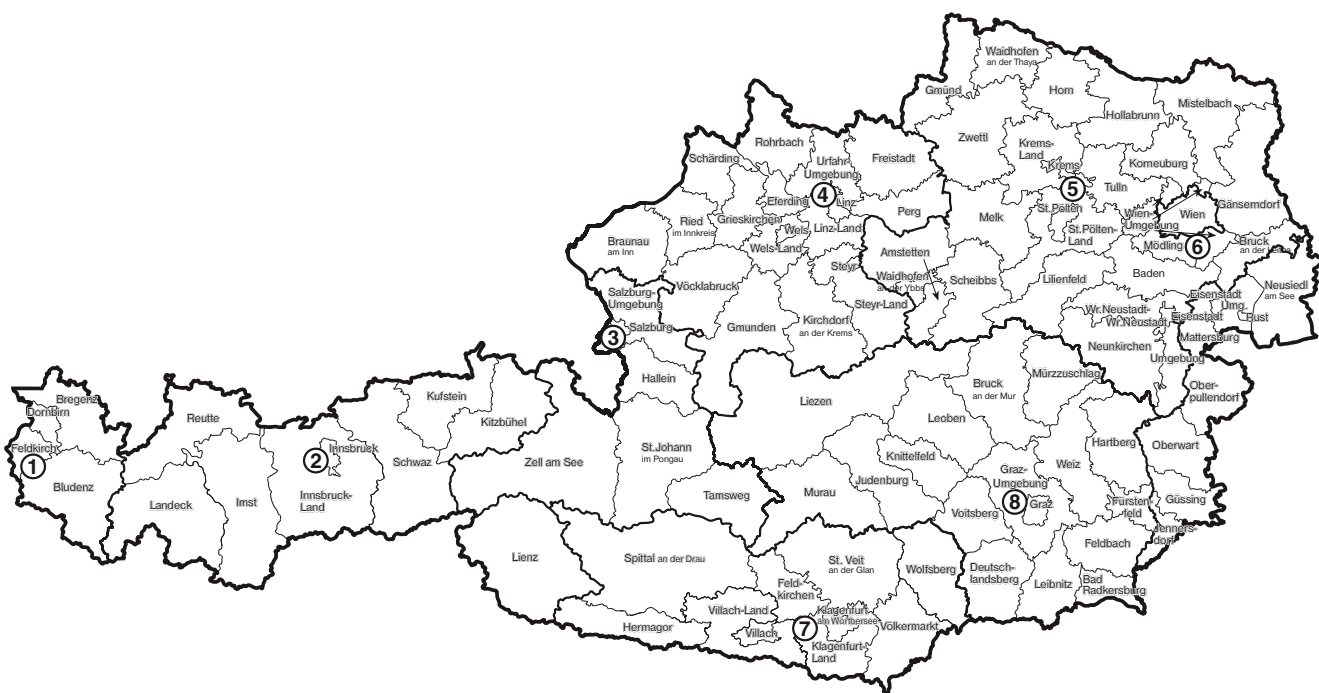 Waidhofen
an der Thaya
Gmünd
Horn
Mistelbach
Hollabrunn
Zwettl
Rohrbach
Krems-
Land
Schärding
Urfahr-
Umgebung
Freistadt
Krems
Korneuburg
4
5
Tulln
Eferding
Linz
Ried
im Innkreis
Grieskirchen
Perg
Melk
St.Pölten
Wien-
Umgebung
Wien
Gänserndorf
Wels
Linz-Land
St.Pölten-
Land
Braunau
am Inn
Wels-Land
Amstetten
Mödling
6
Bruck
an der Leitha
Steyr
Waidhofen
an der Ybbs
Scheibbs
Lilienfeld
Baden
Neusiedl
am See
Salzburg-
Umgebung
Vöcklabruck
Steyr-Land
Eisenstadt
Umg.
Rust
Wr.Neustadt-
Wr.Neustadt
Eisenstadt
3
Salzburg
Gmunden
Kirchdorf
an der Krems
Mattersburg
Neunkirchen
Umgebung
Hallein
Mürzzuschlag
Bregenz
Dornbirn
Kufstein
Bruck
an der Mur
Ober-
pullendorf
Liezen
Reutte
Kitzbühel
Leoben
Feldkirch
1
2
Innsbruck
St.Johann
im Pongau
Hartberg
Oberwart
Knittelfeld
Schwaz
Zell am See
Weiz
Bludenz
Judenburg
Graz-
Umgebung
Landeck
Imst
Innsbruck-
Land
Tamsweg
Murau
8
Graz
Voitsberg
Fürsten-
feld
Güssing
Jenners-
dorf
Lienz
Spittal an der Drau
St. Veit
an der Glan
Wolfsberg
Deutsch-
landsberg
Feldbach
Leibnitz
Bad
Radkersburg
Feld-
kirchen
Villach-Land
Klagenfurt
am Wörthersee
Hermagor
Villach
7
Völkermarkt
Klagenfurt-
Land